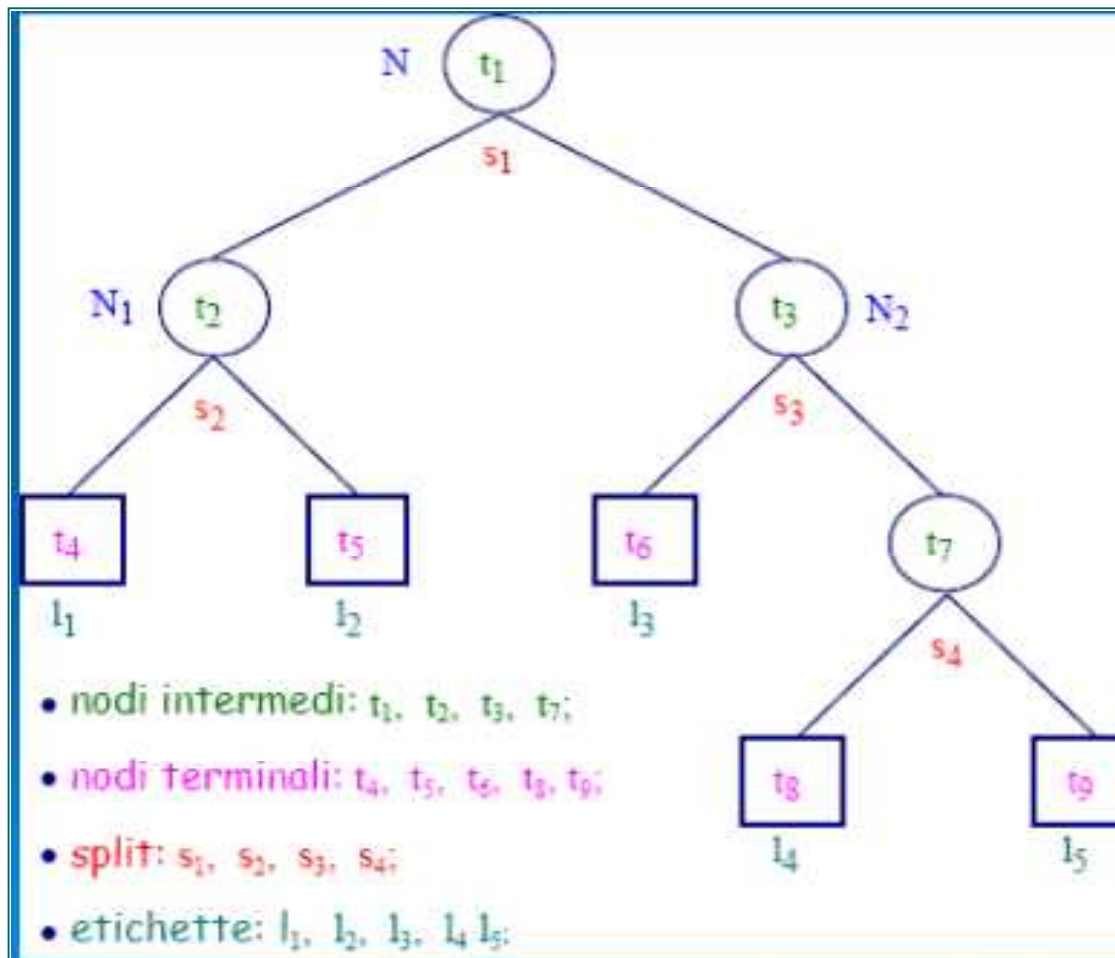 N t₁
s₁
N₁ t₂ t₃ N₂
s₂ s₃
t₄ t₅ t₆ t₇
l₁ l₂ l₃
s₄
• nodi intermedi: t₁, t₂, t₃, t₇;
• nodi terminali: t₄, t₅, t₆, t₈, t₉;
t₈ t₉
• split: s₁, s₂, s₃, s₄;
l₄ l₅
• etichette: l₁, l₂, l₃, l₄ l₅;